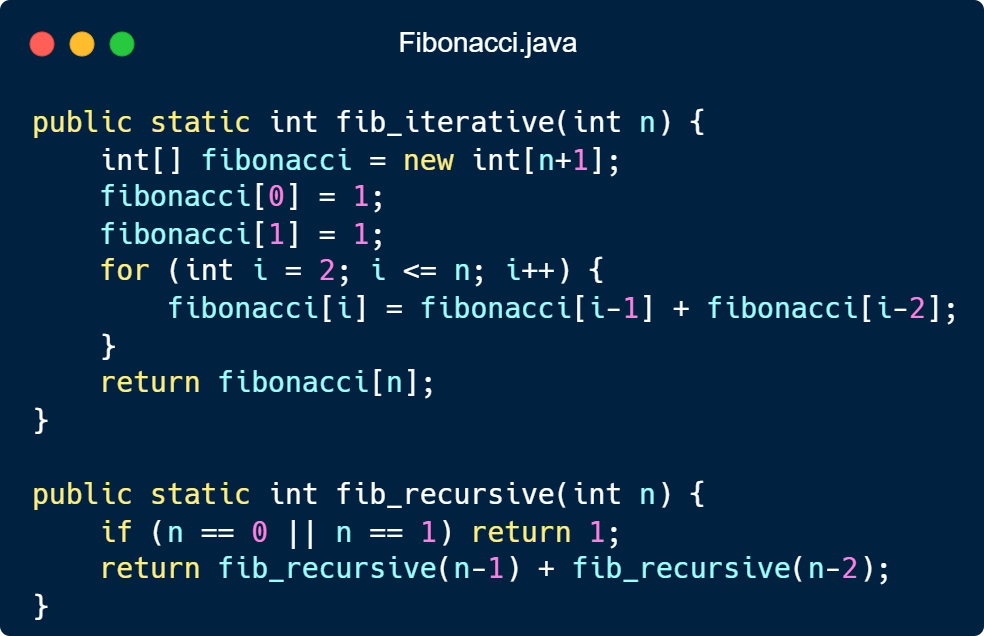 Fibonacci.java
public static int fib_iterative(int n) {
    int[] fibonacci = new int[n+1];
    fibonacci[0] = 1;
    fibonacci[1] = 1;
    for (int i = 2; i <= n; i++) {
        fibonacci[i] = fibonacci[i-1] + fibonacci[i-2];
    }
    return fibonacci[n];
}

public static int fib_recursive(int n) {
    if (n == 0 || n == 1) return 1;
    return fib_recursive(n-1) + fib_recursive(n-2);
}